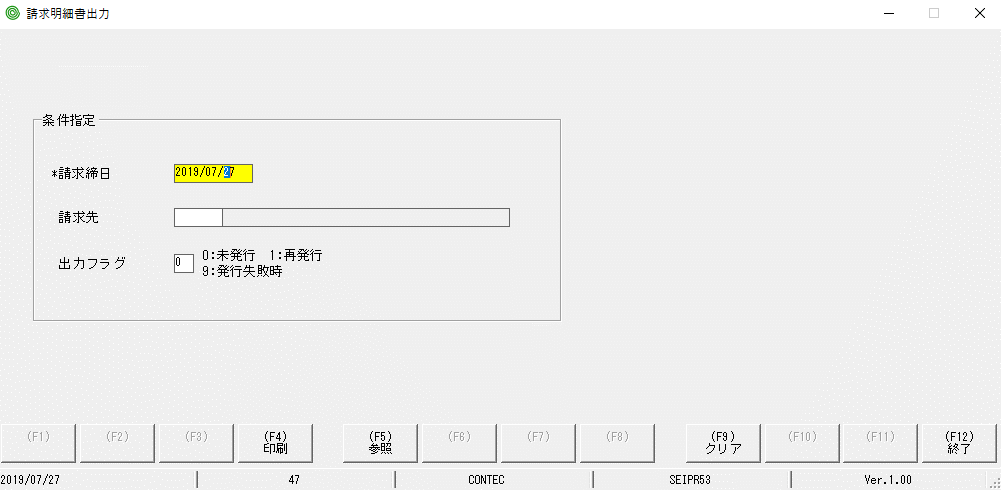 請求明細書出力
条件指定
*請求締日 2019/07/27
請求先
出力フラグ 0 0:未発行 1:再発行
9:発行失敗時
(F1) (F2) (F3) (F4) (F5) (F6) (F7) (F8) (F9) (F10) (F11) (F12)
印刷 参照 クリア 終了
2019/07/27 47 CONTEC SEIPR53 Ver.1.00